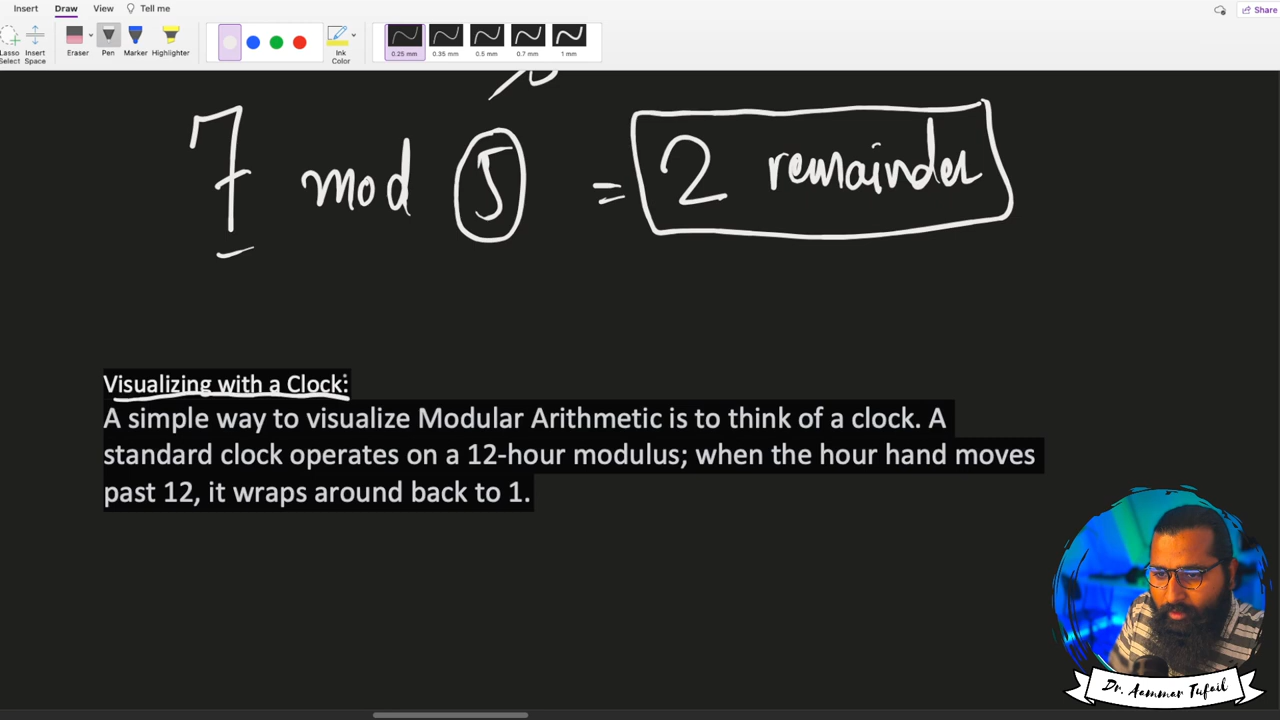 Insert Draw View Tell me
Share
Lasso Select
Insert Space
Eraser
Pen
Marker
Highlighter
Ink Color
0.25 mm
0.35 mm
0.5 mm
0.7 mm
1 mm
7 mod 5 = 2 remainder
Visualizing with a Clock:
A simple way to visualize Modular Arithmetic is to think of a clock. A
standard clock operates on a 12-hour modulus; when the hour hand moves
past 12, it wraps around back to 1.
Dr. Aammar Tufail